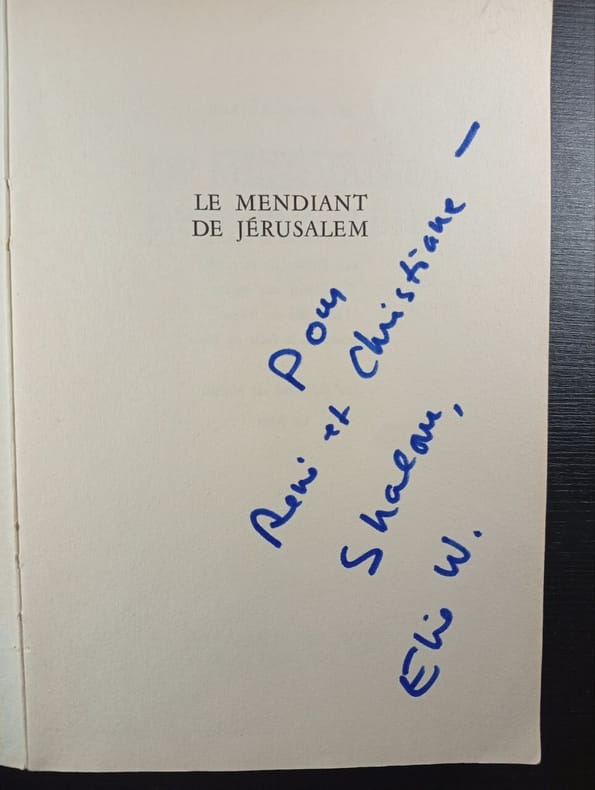 LE MENDIANT
DE JÉRUSALEM
Pour
René et Christiane —
Shalom,
Elie W.